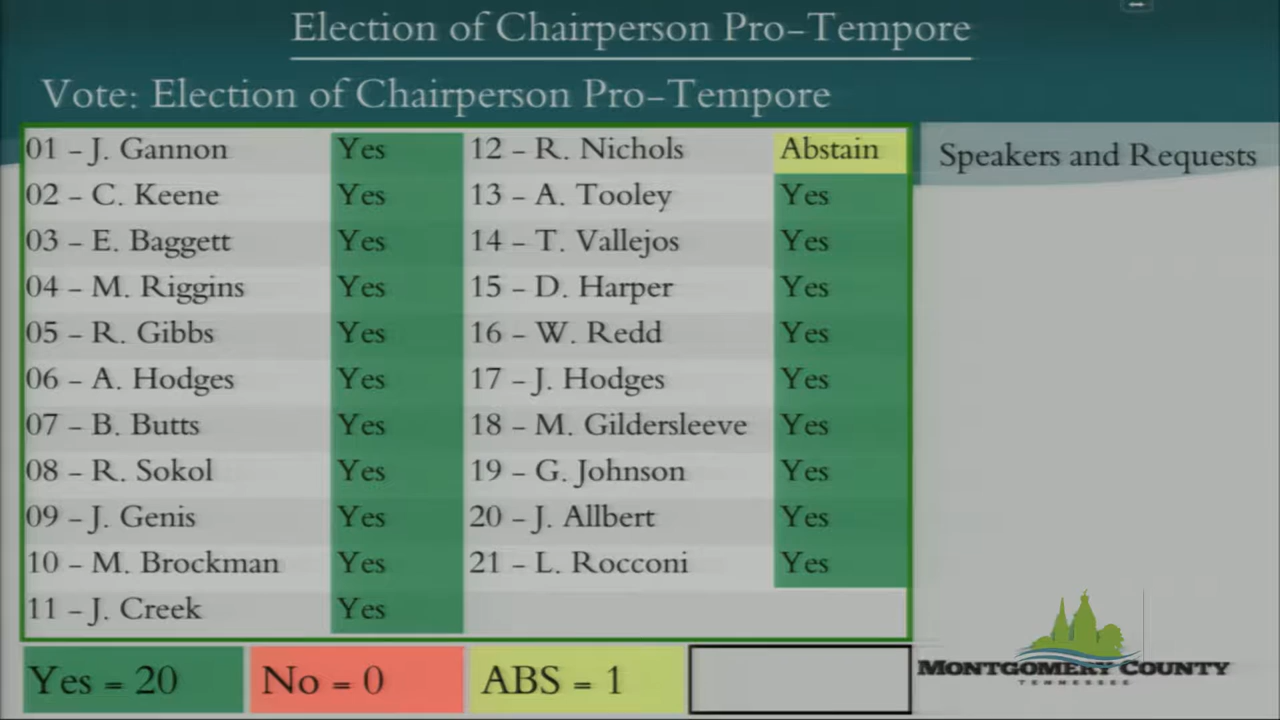 Election of Chairperson Pro-Tempore
Vote: Election of Chairperson Pro-Tempore
01 - J. Gannon Yes
02 - C. Keene Yes
03 - E. Baggett Yes
04 - M. Riggins Yes
05 - R. Gibbs Yes
06 - A. Hodges Yes
07 - B. Butts Yes
08 - R. Sokol Yes
09 - J. Genis Yes
10 - M. Brockman Yes
11 - J. Creek Yes
12 - R. Nichols Abstain
13 - A. Tooley Yes
14 - T. Vallejos Yes
15 - D. Harper Yes
16 - W. Redd Yes
17 - J. Hodges Yes
18 - M. Gildersleeve Yes
19 - G. Johnson Yes
20 - J. Allbert Yes
21 - L. Rocconi Yes
Speakers and Requests
Yes = 20
No = 0
ABS = 1
MONTGOMERY COUNTY
TENNESSEE